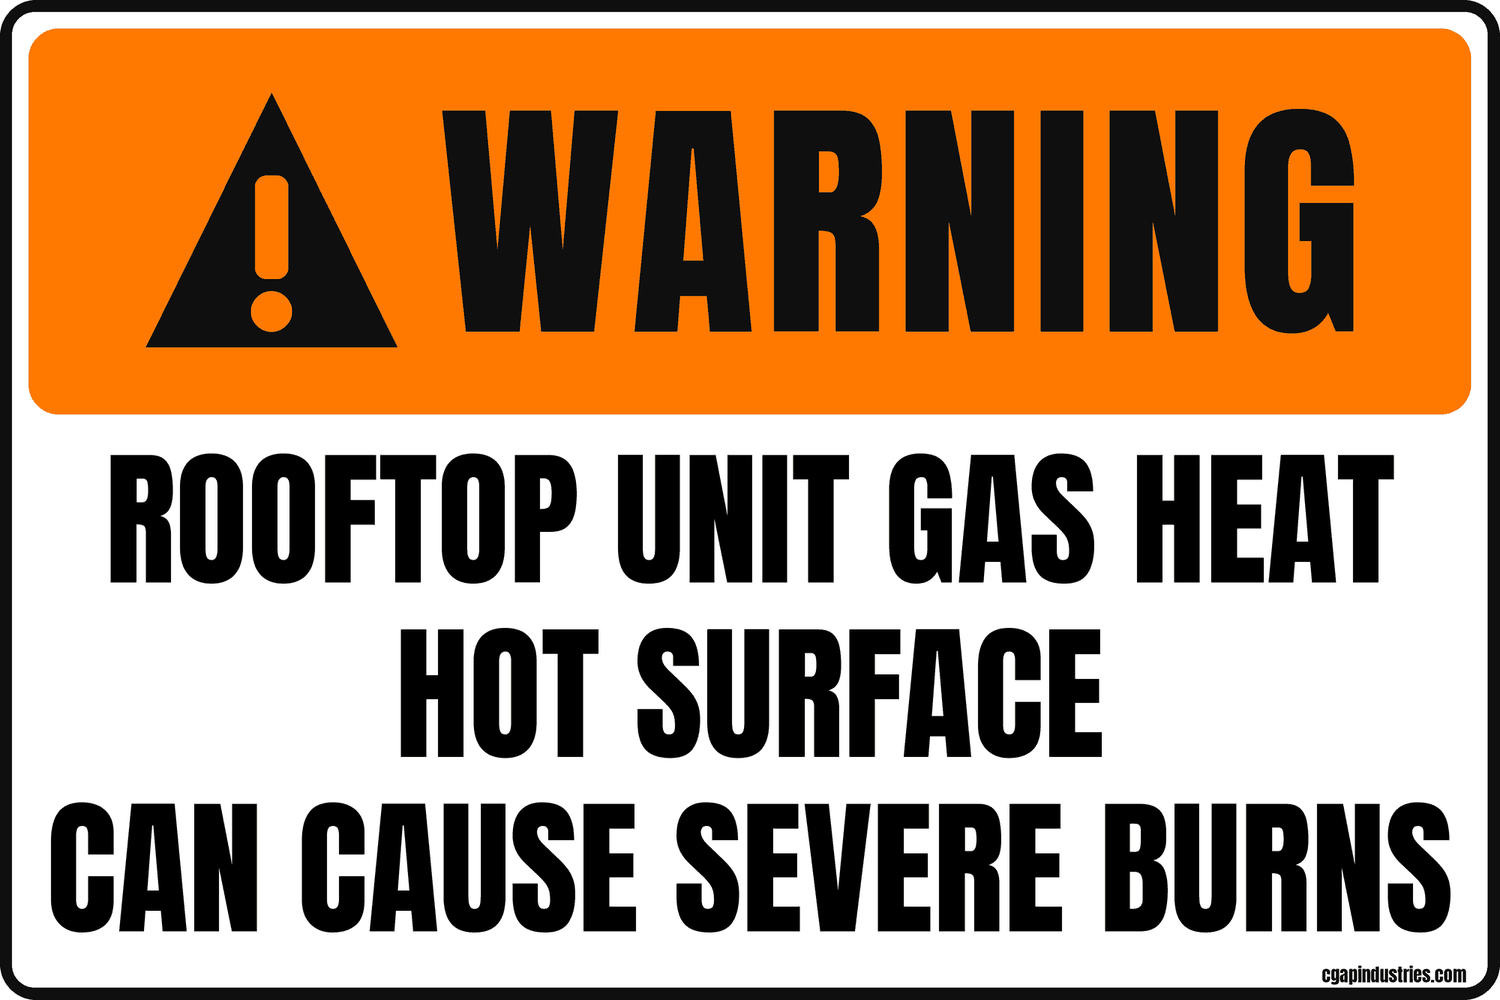 WARNING
ROOFTOP UNIT GAS HEAT
HOT SURFACE
CAN CAUSE SEVERE BURNS
cgapindustries.com